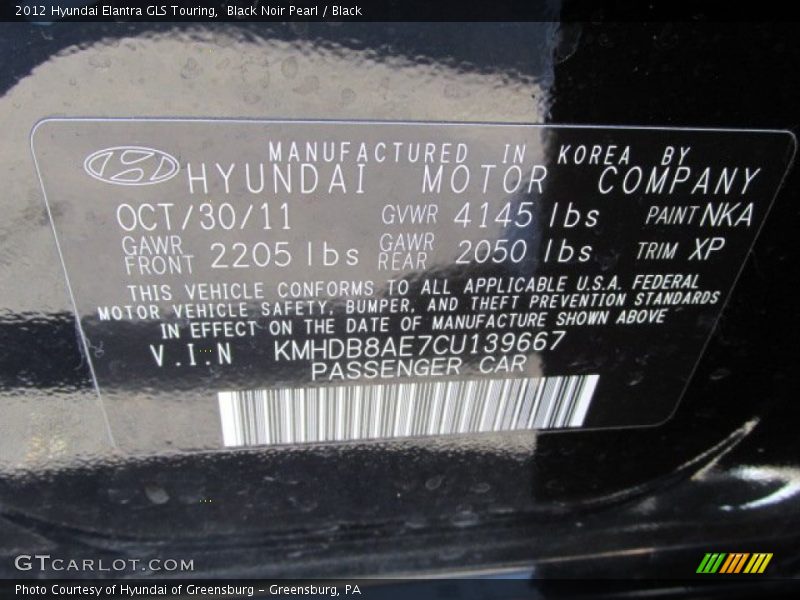 2012 Hyundai Elantra GLS Touring,  Black Noir Pearl / Black
MANUFACTURED IN KOREA BY
HYUNDAI MOTOR COMPANY
OCT/30/11 GVWR 4145 lbs PAINT NKA
GAWR FRONT 2205 lbs GAWR REAR 2050 lbs TRIM XP
THIS VEHICLE CONFORMS TO ALL APPLICABLE U.S.A. FEDERAL
MOTOR VEHICLE SAFETY, BUMPER, AND THEFT PREVENTION STANDARDS
IN EFFECT ON THE DATE OF MANUFACTURE SHOWN ABOVE
V.I.N KMHDB8AE7CU139667
PASSENGER CAR
GTCARLOT.COM
Photo Courtesy of Hyundai of Greensburg - Greensburg, PA